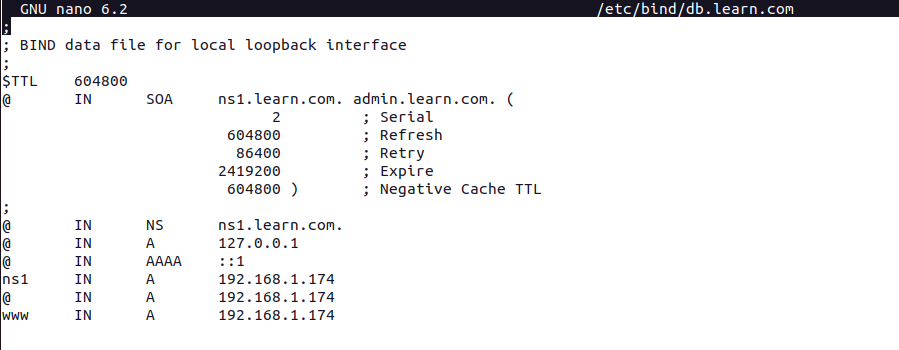 GNU nano 6.2 /etc/bind/db.learn.com
;
; BIND data file for local loopback interface
;
$TTL 604800
@ IN SOA ns1.learn.com. admin.learn.com. (
2 ; Serial
604800 ; Refresh
86400 ; Retry
2419200 ; Expire
604800 ) ; Negative Cache TTL
;
@ IN NS ns1.learn.com.
@ IN A 127.0.0.1
@ IN AAAA ::1
ns1 IN A 192.168.1.174
@ IN A 192.168.1.174
www IN A 192.168.1.174